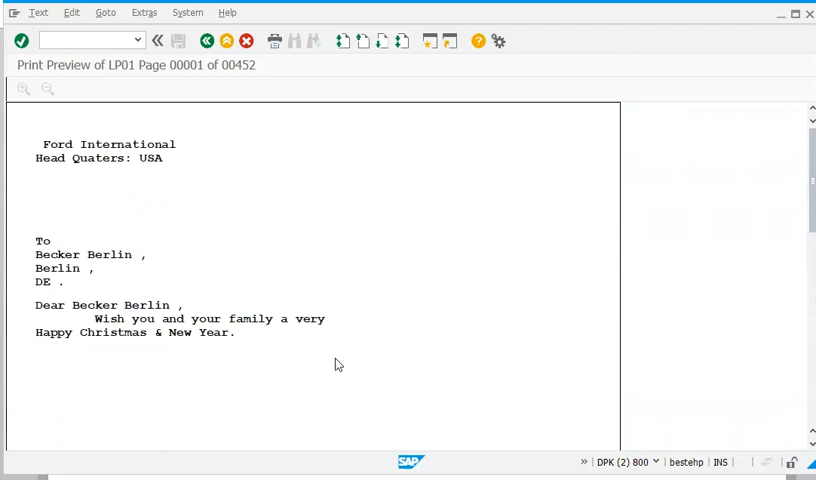 Text Edit Goto Extras System Help
Print Preview of LP01 Page 00001 of 00452
Ford International
Head Quaters: USA
To
Becker Berlin ,
Berlin ,
DE .
Dear Becker Berlin ,
Wish you and your family a very
Happy Christmas & New Year.
SAP
DPK (2) 800 bestehp INS